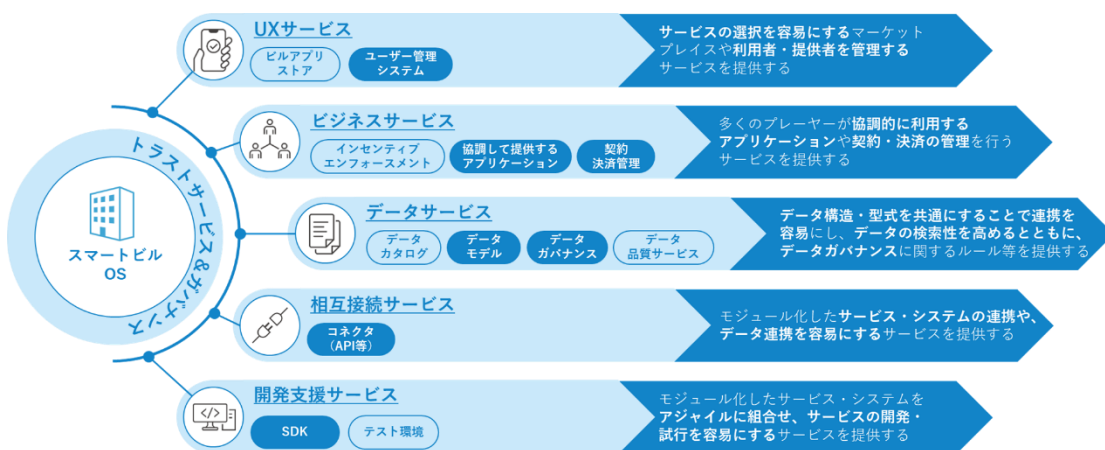 UXサービス
ビルアプリ
ストア
ユーザー管理
システム
サービスの選択を容易にするマーケット
プレイスや利用者・提供者を管理する
サービスを提供する
ビジネスサービス
インセンティブ
エンフォースメント
協調して提供する
アプリケーション
契約
決済管理
多くのプレーヤーが協調的に利用する
アプリケーションや契約・決済の管理を行う
サービスを提供する
トラストサービス&ガバナンス
スマートビル
OS
データサービス
データ
カタログ
データ
モデル
データ
ガバナンス
データ
品質サービス
データ構造・型式を共通にすることで連携を
容易にし、データの検索性を高めるとともに、
データガバナンスに関するルール等を提供する
相互接続サービス
コネクタ
（API等）
モジュール化したサービス・システムの連携や、
データ連携を容易にするサービスを提供する
開発支援サービス
SDK
テスト環境
モジュール化したサービス・システムを
アジャイルに組合せ、サービスの開発・
試行を容易にするサービスを提供する